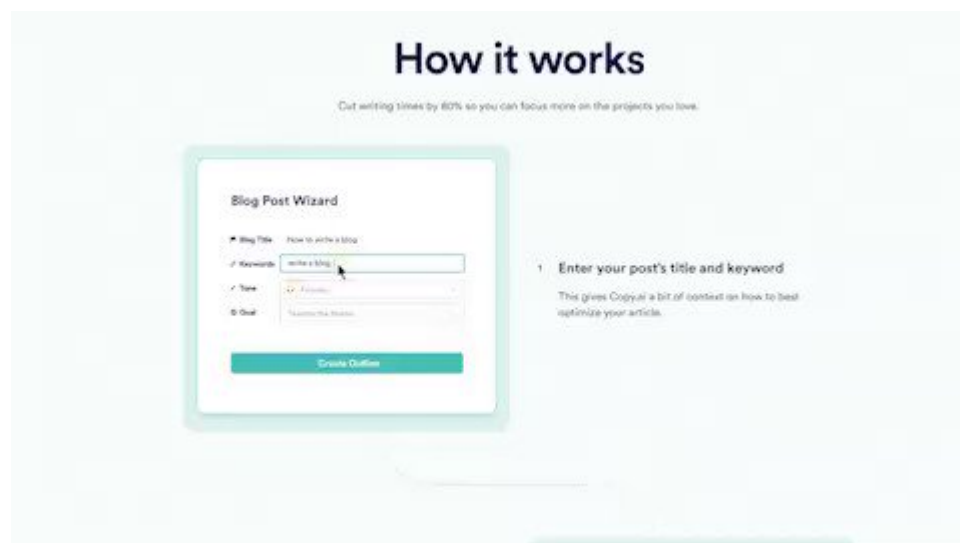 How it works
Cut writing times by 80% so you can focus more on the projects you love.
Blog Post Wizard
Blog Title How to write a blog
Keywords write a blog
Tone
Goal
Create Outline
1 Enter your post's title and keyword
This gives Copy.ai a bit of context on how to best
optimize your article.